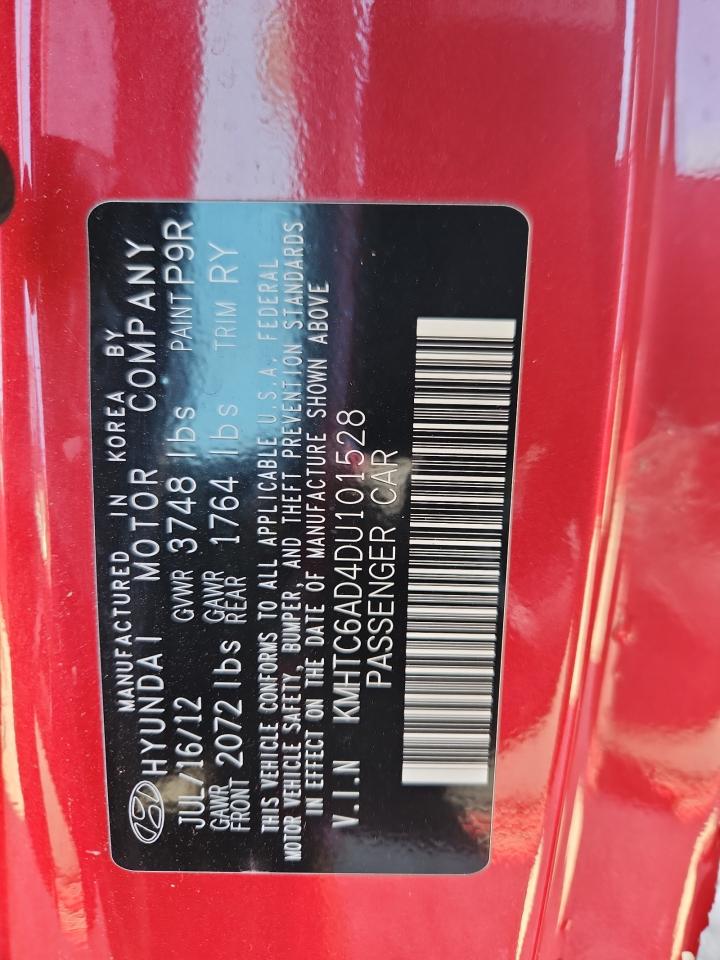 MANUFACTURED IN KOREA BY
HYUNDAI MOTOR COMPANY
JUL/16/12 GVWR 3748 lbs PAINT P9R
GAWR FRONT 2072 lbs GAWR REAR 1764 lbs TRIM RY
THIS VEHICLE CONFORMS TO ALL APPLICABLE U.S.A. FEDERAL
MOTOR VEHICLE SAFETY, BUMPER, AND THEFT PREVENTION STANDARDS
IN EFFECT ON THE DATE OF MANUFACTURE SHOWN ABOVE
V.I.N KMHTC6AD4DU101528
PASSENGER CAR